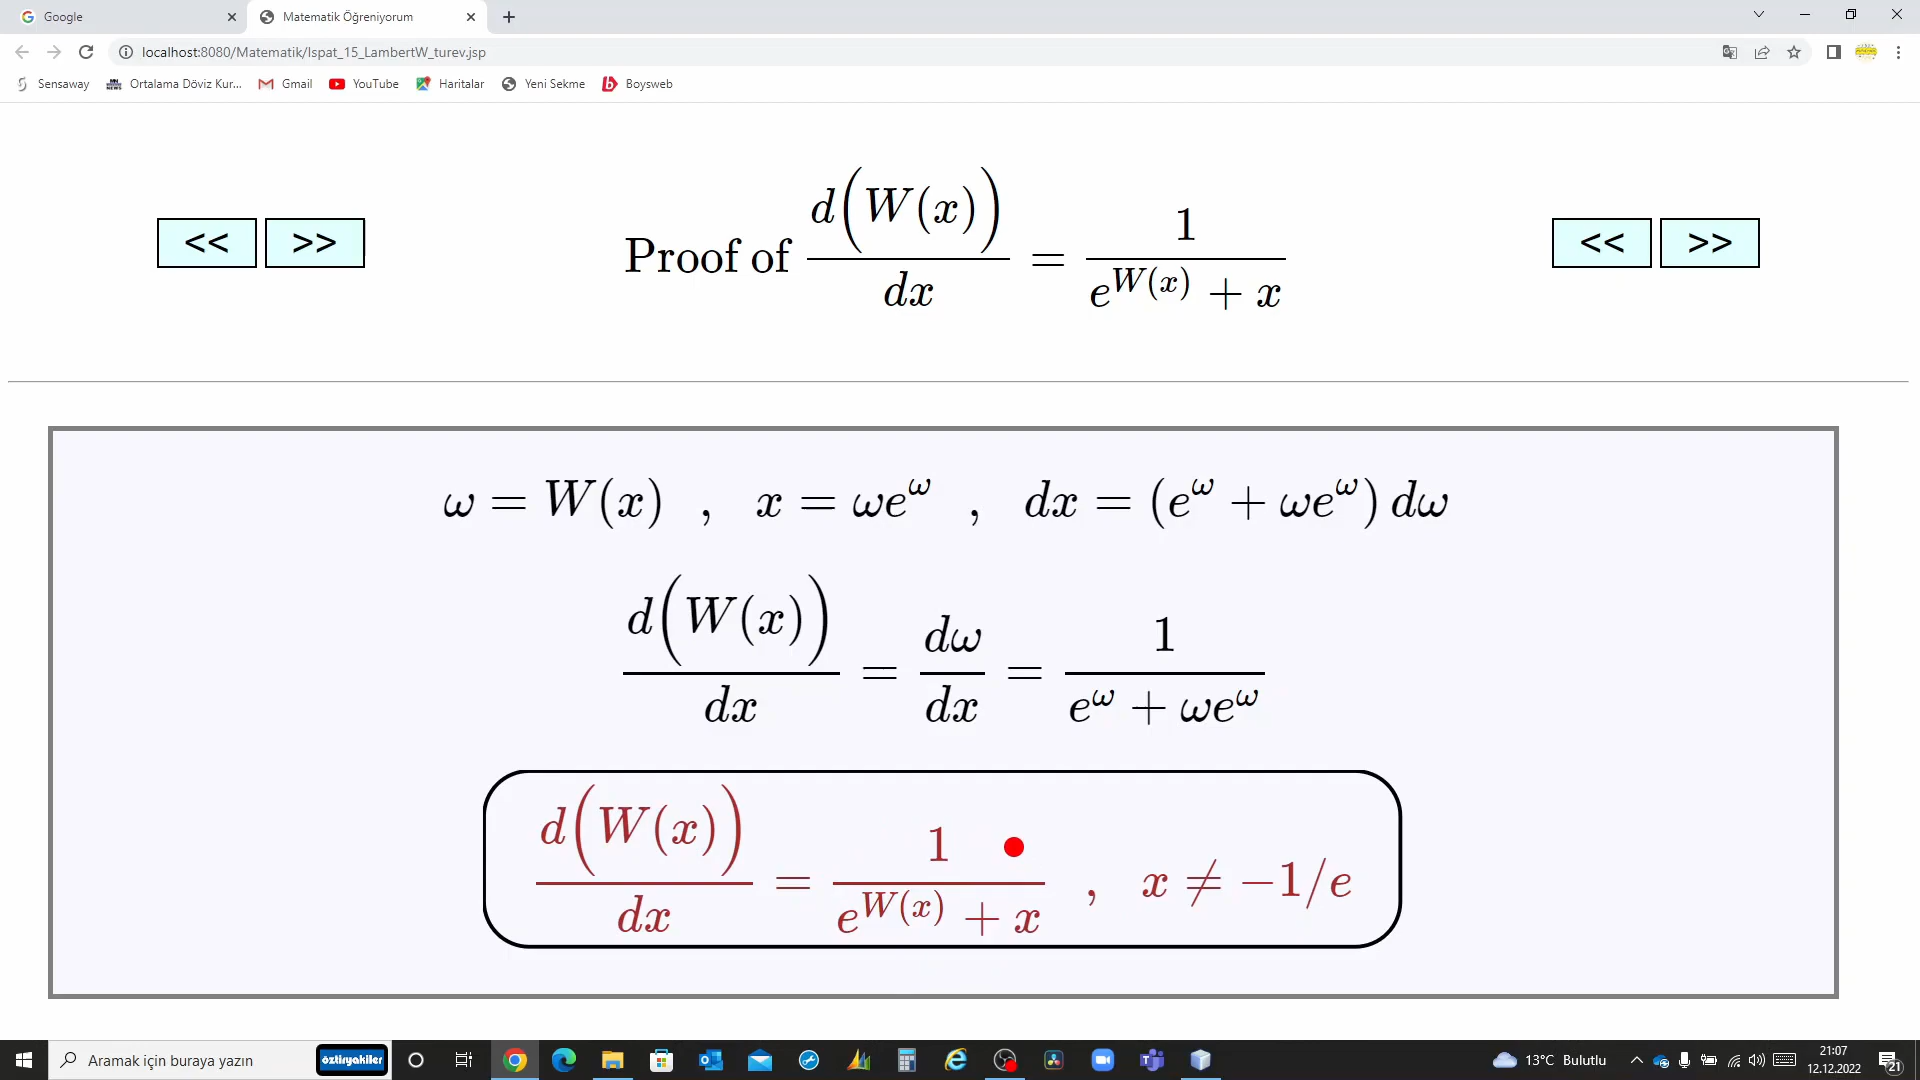 Google
Matematik Öğreniyorum
localhost:8080/Matematik/Ispat_15_LambertW_turev.jsp
Sensaway Ortalama Döviz Kur... Gmail YouTube Haritalar Yeni Sekme Boysweb
<< >> Proof of d(W(x))/dx = 1/(e^{W(x)} + x) << >>
ω = W(x) , x = ωe^ω , dx = (e^ω + ωe^ω) dω
d(W(x))/dx = dω/dx = 1/(e^ω + ωe^ω)
d(W(x))/dx = 1/(e^{W(x)} + x) , x ≠ −1/e
Aramak için buraya yazın öztiryakiler 13°C Bulutlu 21:07
12.12.2022 21